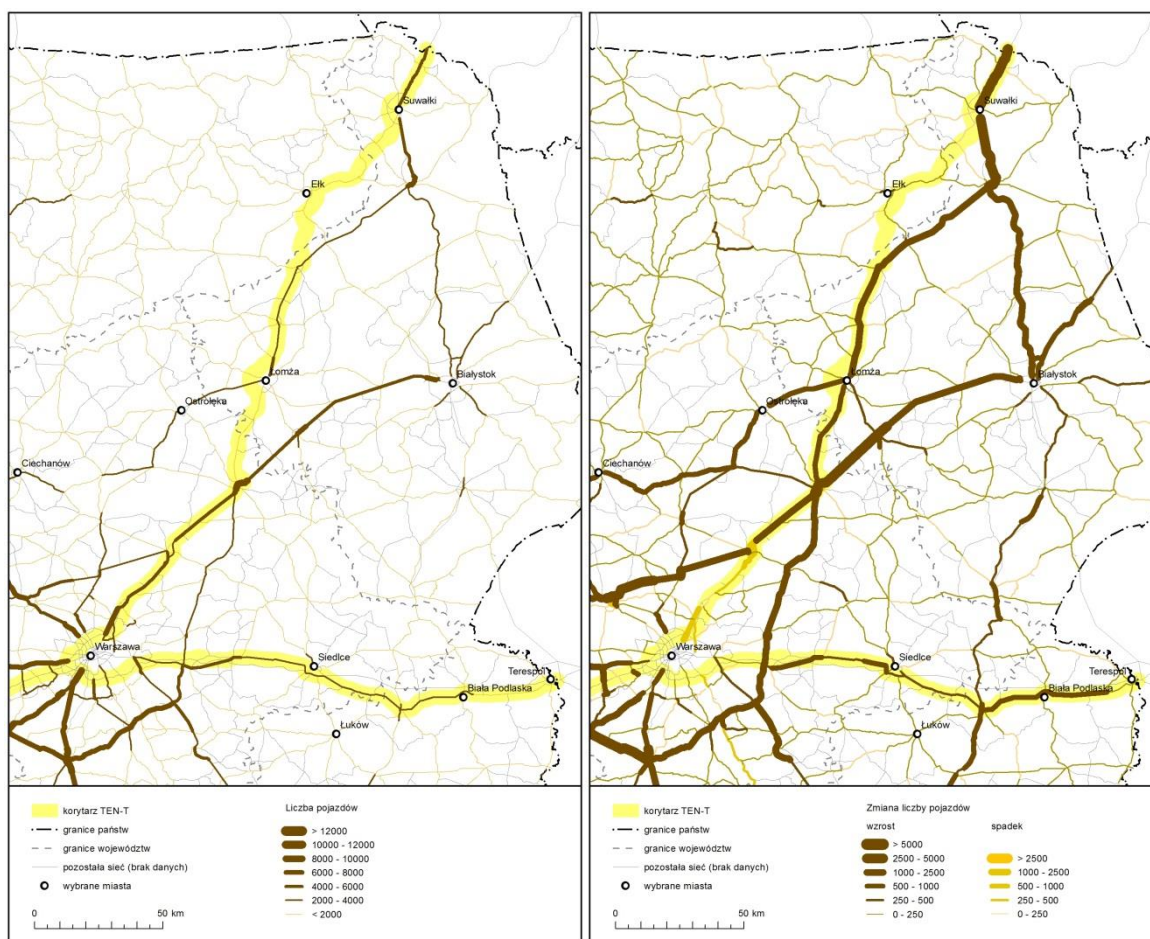 Suwałki
Ełk
Łomża
Białystok
Ostrołęka
Ciechanów
Warszawa
Siedlce
Terespol
Biała Podlaska
Łuków
korytarz TEN-T
granice państw
granice województw
pozostała sieć (brak danych)
wybrane miasta
0 50 km
Liczba pojazdów
> 12000
10000 - 12000
8000 - 10000
6000 - 8000
4000 - 6000
2000 - 4000
< 2000
Suwałki
Ełk
Łomża
Białystok
Ostrołęka
Ciechanów
Warszawa
Siedlce
Terespol
Biała Podlaska
Łuków
korytarz TEN-T
granice państw
granice województw
pozostała sieć (brak danych)
wybrane miasta
0 50 km
Zmiana liczby pojazdów
wzrost spadek
> 5000
2500 - 5000 > 2500
1000 - 2500 1000 - 2500
500 - 1000 500 - 1000
250 - 500 250 - 500
0 - 250 0 - 250